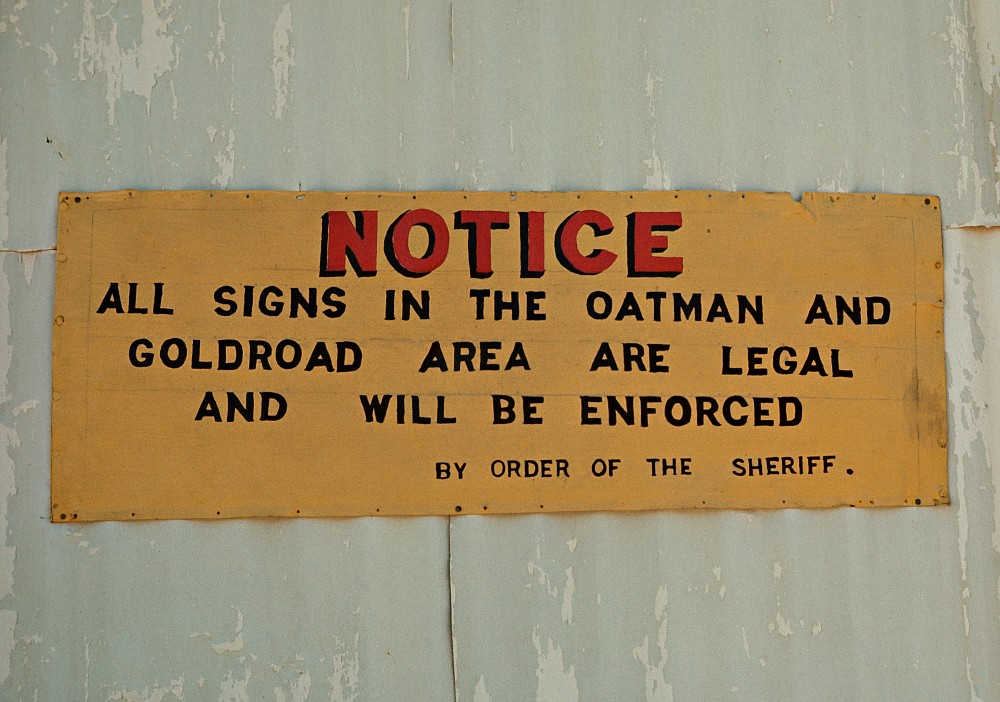 NOTICE
ALL SIGNS IN THE OATMAN AND
GOLDROAD AREA ARE LEGAL
AND WILL BE ENFORCED
BY ORDER OF THE SHERIFF.